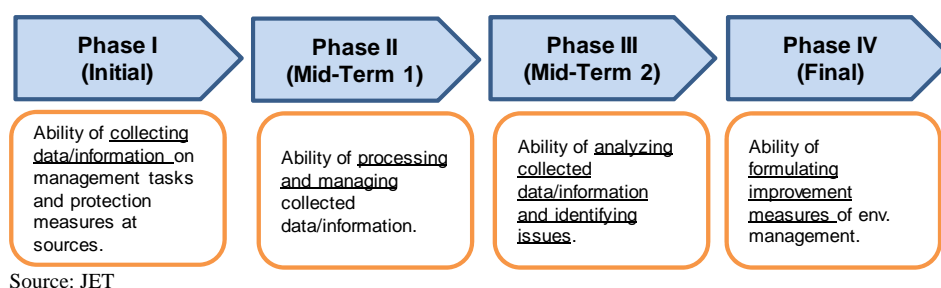 Phase I
(Initial)
Phase II
(Mid-Term 1)
Phase III
(Mid-Term 2)
Phase IV
(Final)
Ability of collecting
data/information on
management tasks
and protection
measures at
sources.
Ability of processing
and managing
collected
data/information.
Ability of analyzing
collected
data/information
and identifying
issues.
Ability of
formulating
improvement
measures of env.
management.
Source: JET